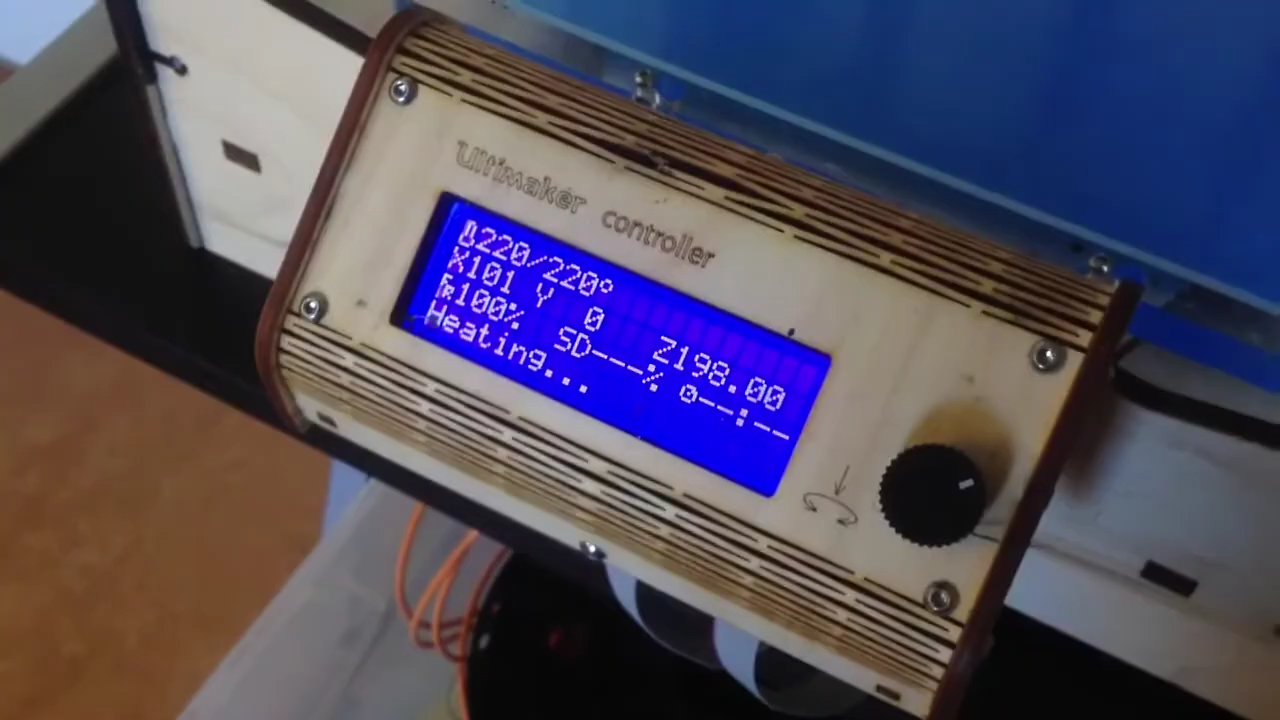 Ultimaker controller
220/220°
X101 Y 0 Z198.00
100% SD---% --:--
Heating...